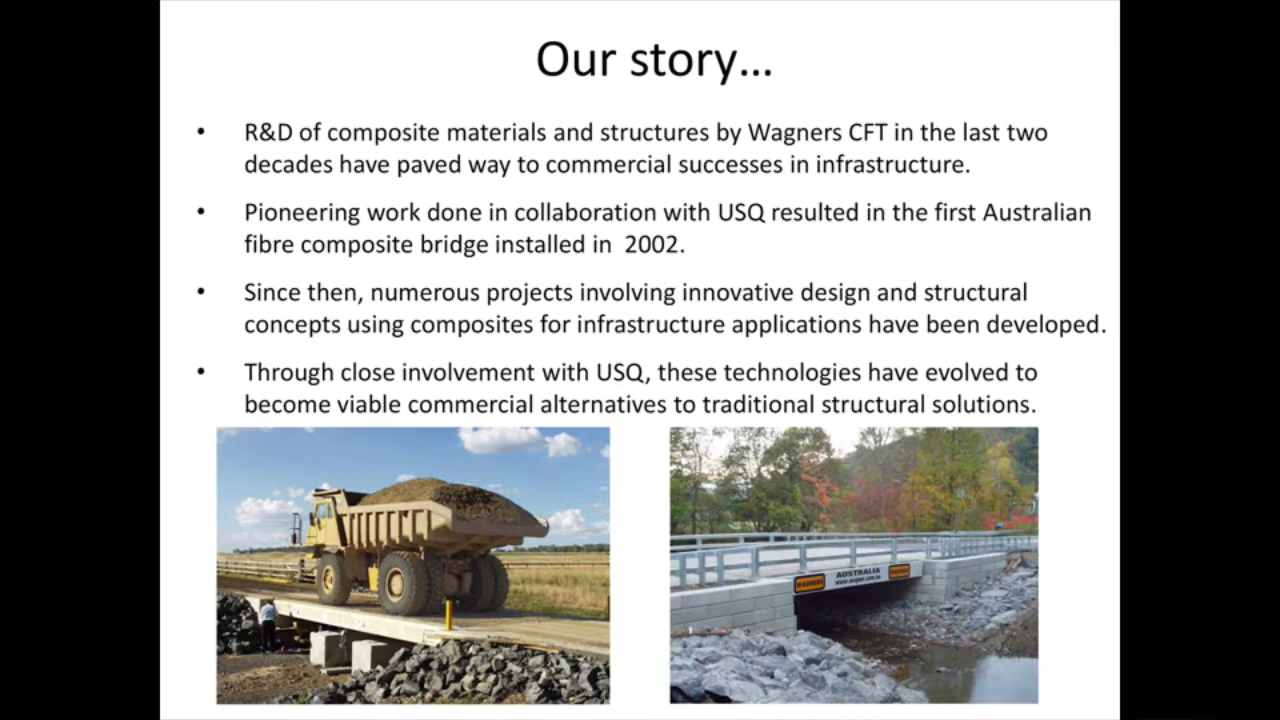 Our story...
• R&D of composite materials and structures by Wagners CFT in the last two
decades have paved way to commercial successes in infrastructure.
• Pioneering work done in collaboration with USQ resulted in the first Australian
fibre composite bridge installed in  2002.
• Since then, numerous projects involving innovative design and structural
concepts using composites for infrastructure applications have been developed.
• Through close involvement with USQ, these technologies have evolved to
become viable commercial alternatives to traditional structural solutions.
WAGNERS AUSTRALIA WAGNERS
www.wagner.com.au